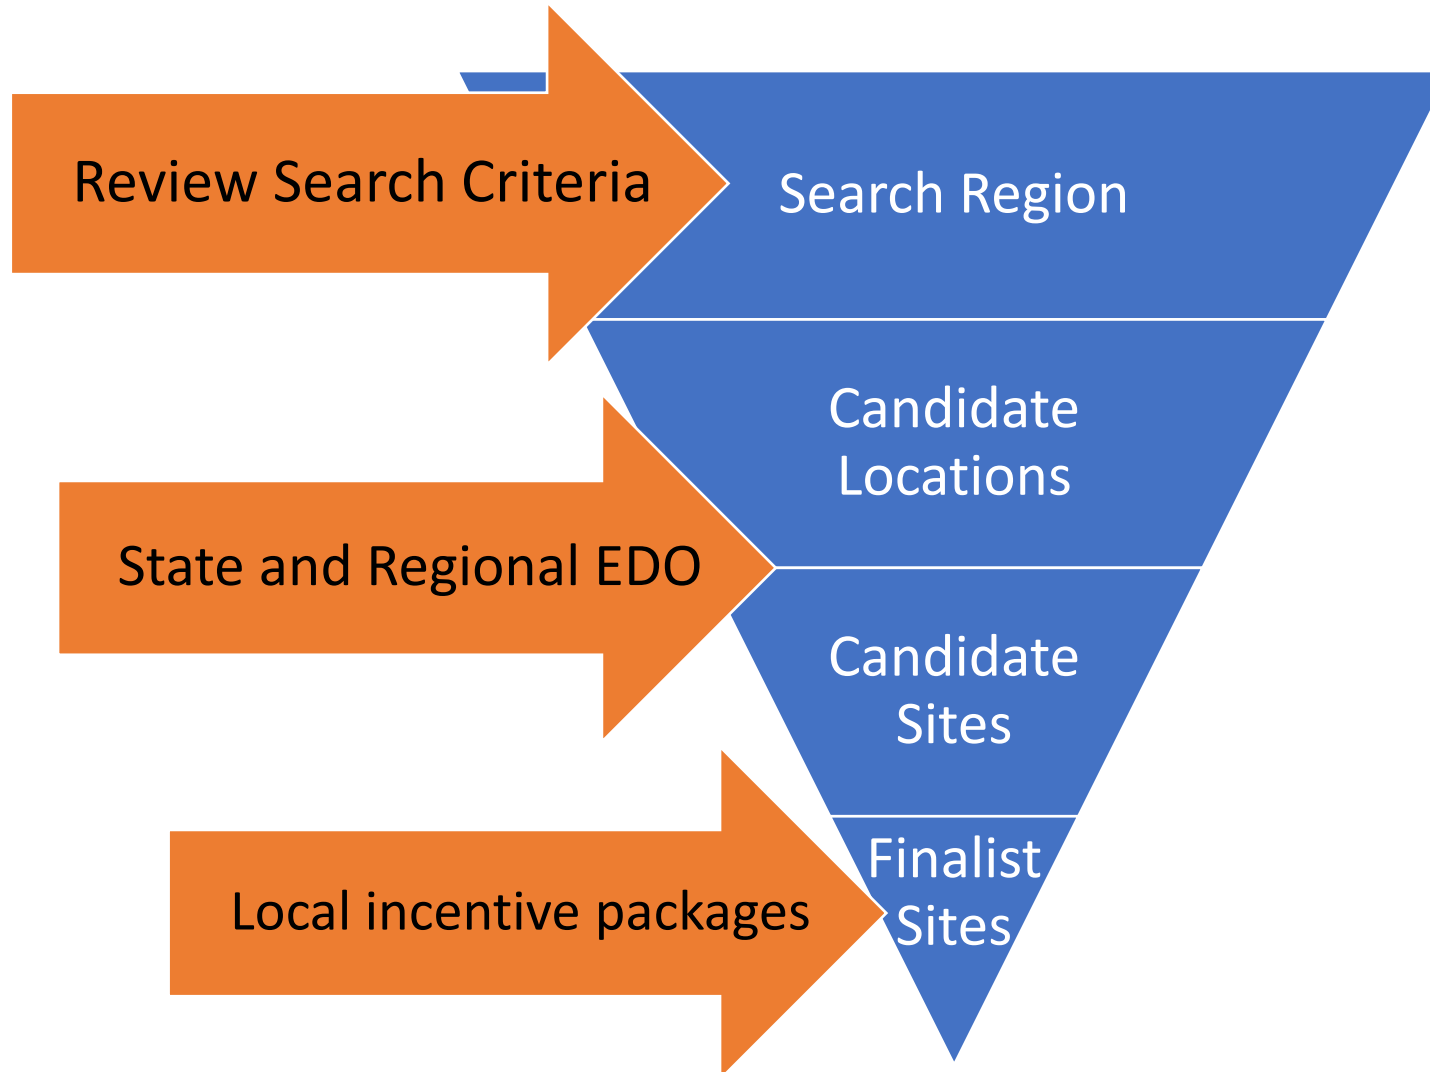 Review Search Criteria
Search Region
Candidate
Locations
State and Regional EDO
Candidate
Sites
Finalist
Sites
Local incentive packages